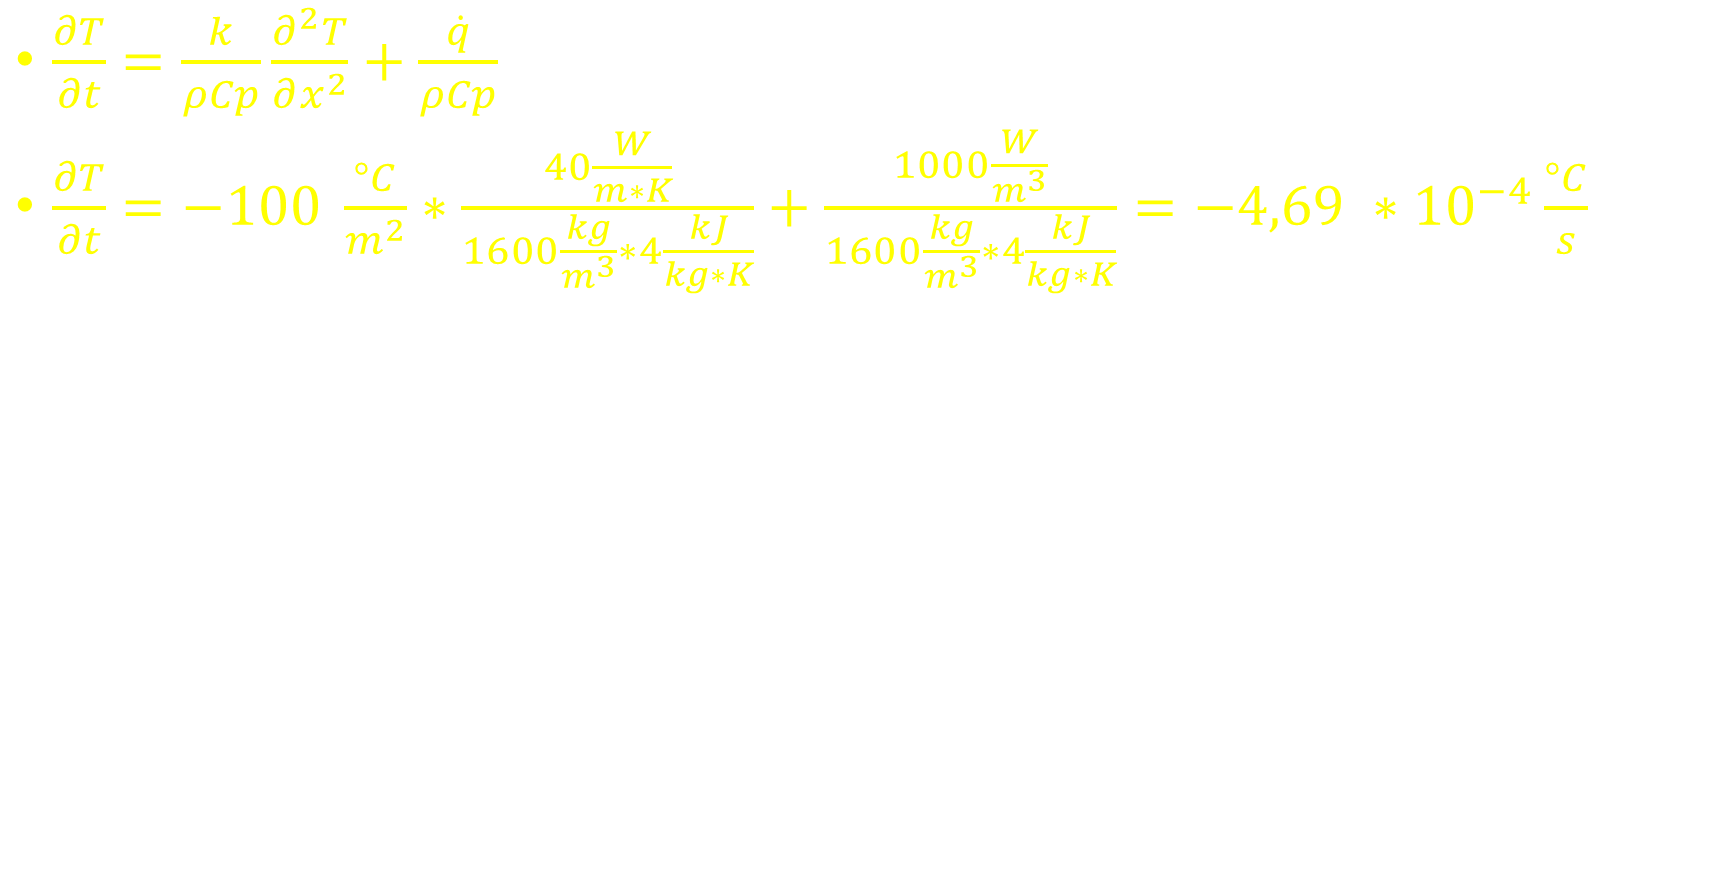 • ∂T/∂t = k/ρCp ∂²T/∂x² + q̇/ρCp
• ∂T/∂t = −100 °C/m² ∗ (40 W/m∗K)/(1600 kg/m³ ∗4 kJ/kg∗K) + (1000 W/m³)/(1600 kg/m³ ∗4 kJ/kg∗K) = −4,69 ∗ 10⁻⁴ °C/s